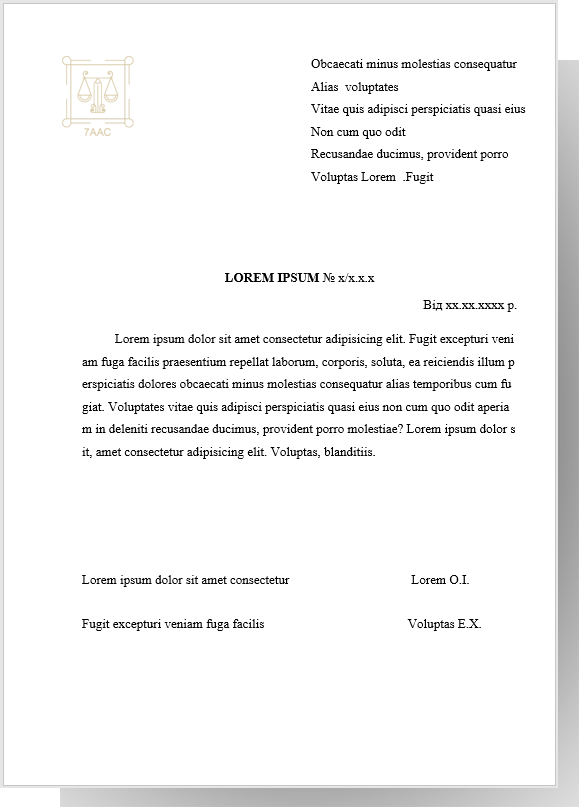 7AAC
Obcaecati minus molestias consequatur
Alias voluptates
Vitae quis adipisci perspiciatis quasi eius
Non cum quo odit
Recusandae ducimus, provident porro
Voluptas Lorem .Fugit
LOREM IPSUM № x/x.x.x
Від xx.xx.xxxx р.
Lorem ipsum dolor sit amet consectetur adipisicing elit. Fugit excepturi veni
am fuga facilis praesentium repellat laborum, corporis, soluta, ea reiciendis illum p
erspiciatis dolores obcaecati minus molestias consequatur alias temporibus cum fu
giat. Voluptates vitae quis adipisci perspiciatis quasi eius non cum quo odit aperia
m in deleniti recusandae ducimus, provident porro molestiae? Lorem ipsum dolor s
it, amet consectetur adipisicing elit. Voluptas, blanditiis.
Lorem ipsum dolor sit amet consectetur Lorem O.I.
Fugit excepturi veniam fuga facilis Voluptas E.X.